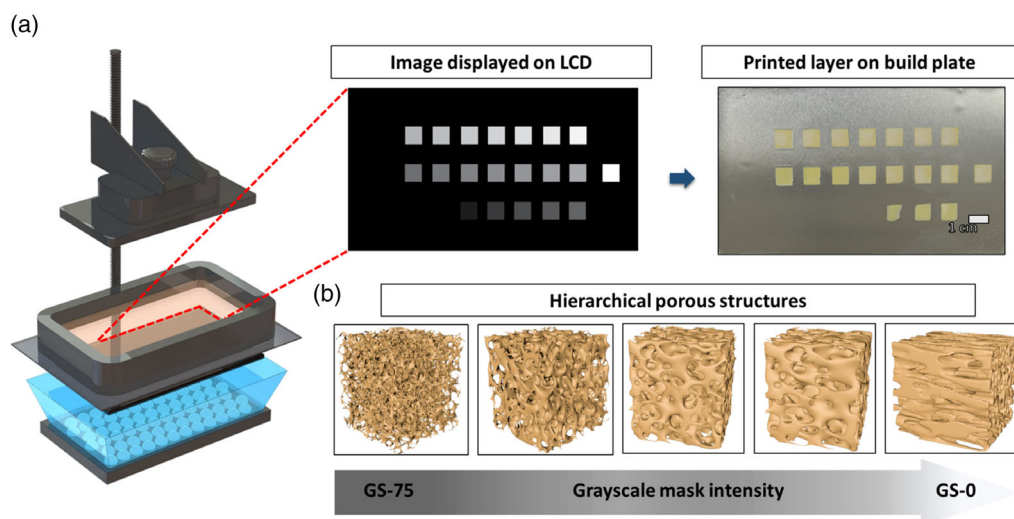 (a)
Image displayed on LCD
Printed layer on build plate
1 cm
(b)
Hierarchical porous structures
GS-75
Grayscale mask intensity
GS-0